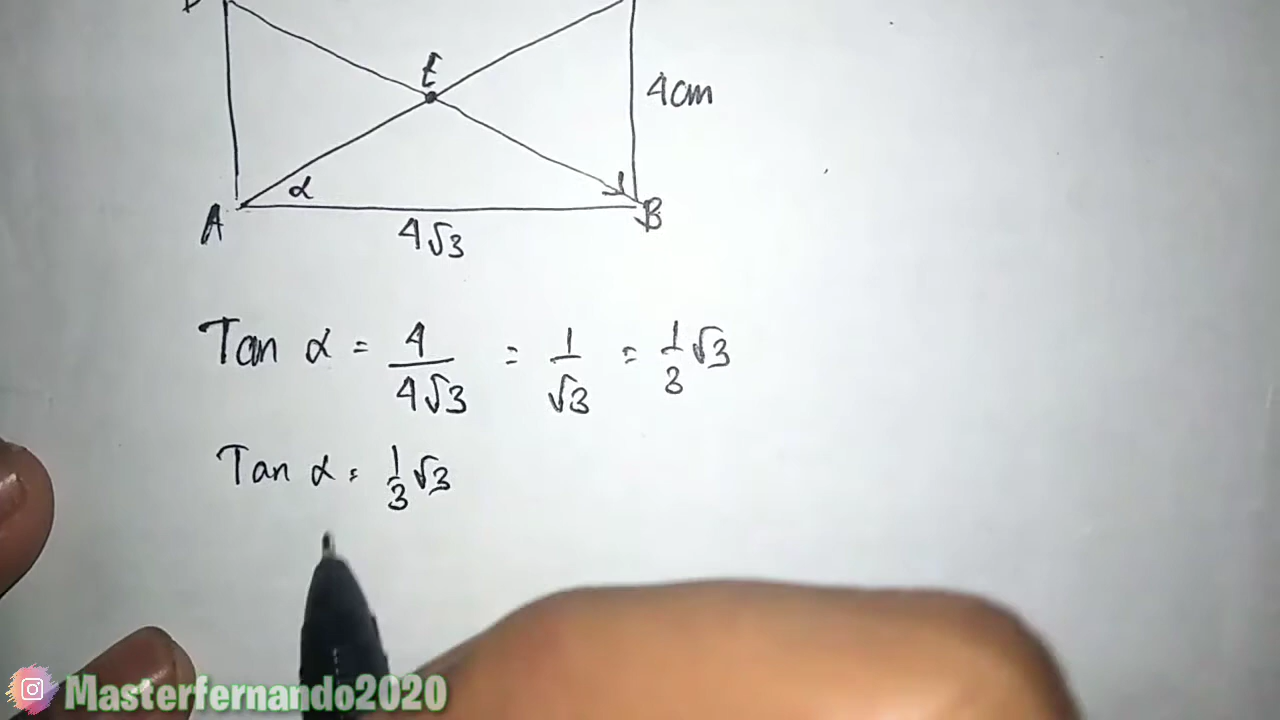 E
4cm
α
A
B
4√3
Tan α = 4/4√3 = 1/√3 = 1/3 √3
Tan α = 1/3 √3
Masterfernando2020